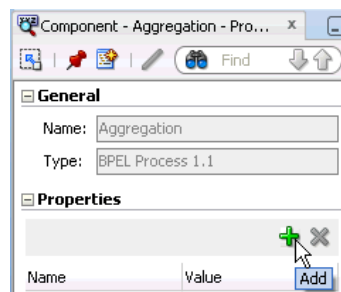 Component - Aggregation - Pro...
Find
General
Name: Aggregation
Type: BPEL Process 1.1
Properties
Name Value
Add